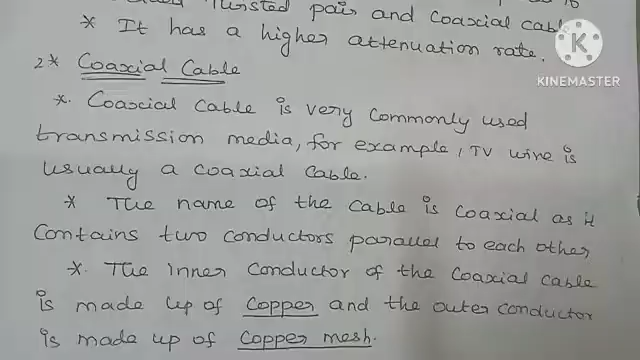 Twisted pair and coaxial cable
* It has a higher attenuation rate.
KINEMASTER
2* Coaxial Cable
*. Coaxial cable is very commonly used
transmission media, for example, TV wire is
usually a coaxial cable.
* The name of the cable is coaxial as it
contains two conductors parallel to each other
*. The inner conductor of the coaxial cable
is made up of copper and the outer conductor
is made up of copper mesh.